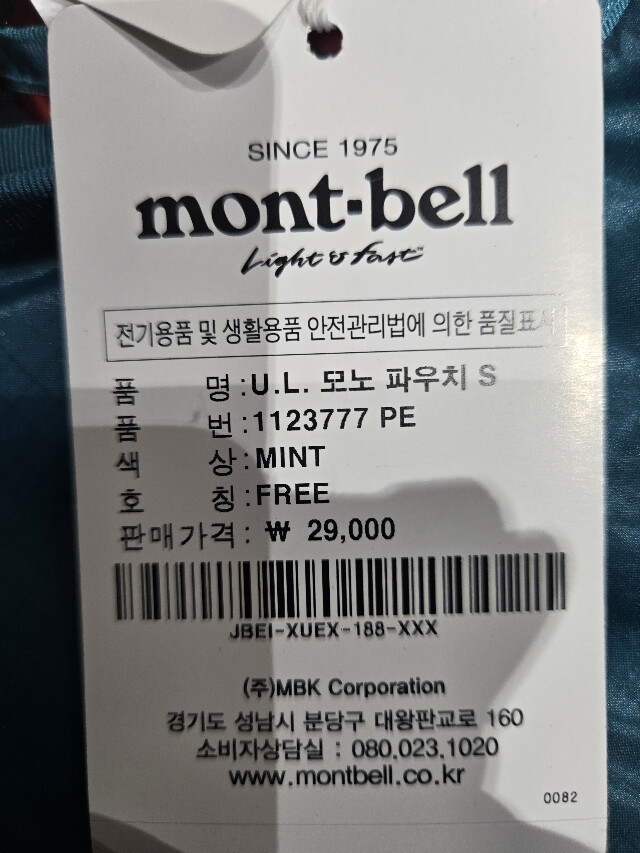 SINCE 1975
mont-bell
Light & Fast™
전기용품 및 생활용품 안전관리법에 의한 품질표시
품 명 : U.L. 모노 파우치 S
품 번 : 1123777 PE
색 상 : MINT
호 칭 : FREE
판매가격 : ₩ 29,000
JBEI-XUEX-188-XXX
(주)MBK Corporation
경기도 성남시 분당구 대왕판교로 160
소비자상담실 : 080.023.1020
www.montbell.co.kr
0082